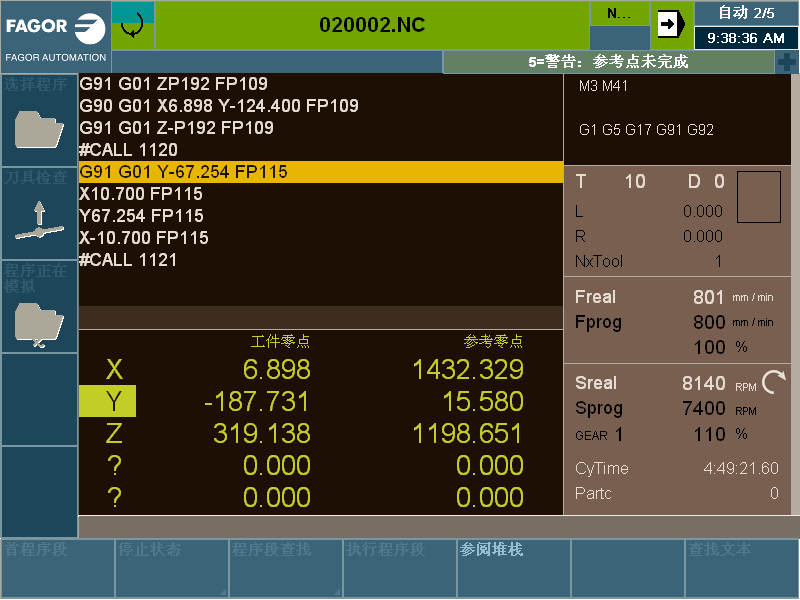 FAGOR
FAGOR AUTOMATION
020002.NC
N...
自动 2/5
9:38:36 AM
5=警告: 参考点未完成
选择程序
刀具检查
程序正在
模拟
G91 G01 ZP192 FP109
G90 G01 X6.898 Y-124.400 FP109
G91 G01 Z-P192 FP109
#CALL 1120
G91 G01 Y-67.254 FP115
X10.700 FP115
Y67.254 FP115
X-10.700 FP115
#CALL 1121
工件零点 参考零点
X 6.898 1432.329
Y -187.731 15.580
Z 319.138 1198.651
? 0.000 0.000
? 0.000 0.000
M3 M41
G1 G5 G17 G91 G92
T 10 D 0
L 0.000
R 0.000
NxTool 1
Freal 801 mm/min
Fprog 800 mm/min
100 %
Sreal 8140 RPM
Sprog 7400 RPM
GEAR 1 110 %
CyTime 4:49:21.60
Partc 0
首程序段 停止状态 程序段查找 执行程序段 参阅堆栈 查找文本